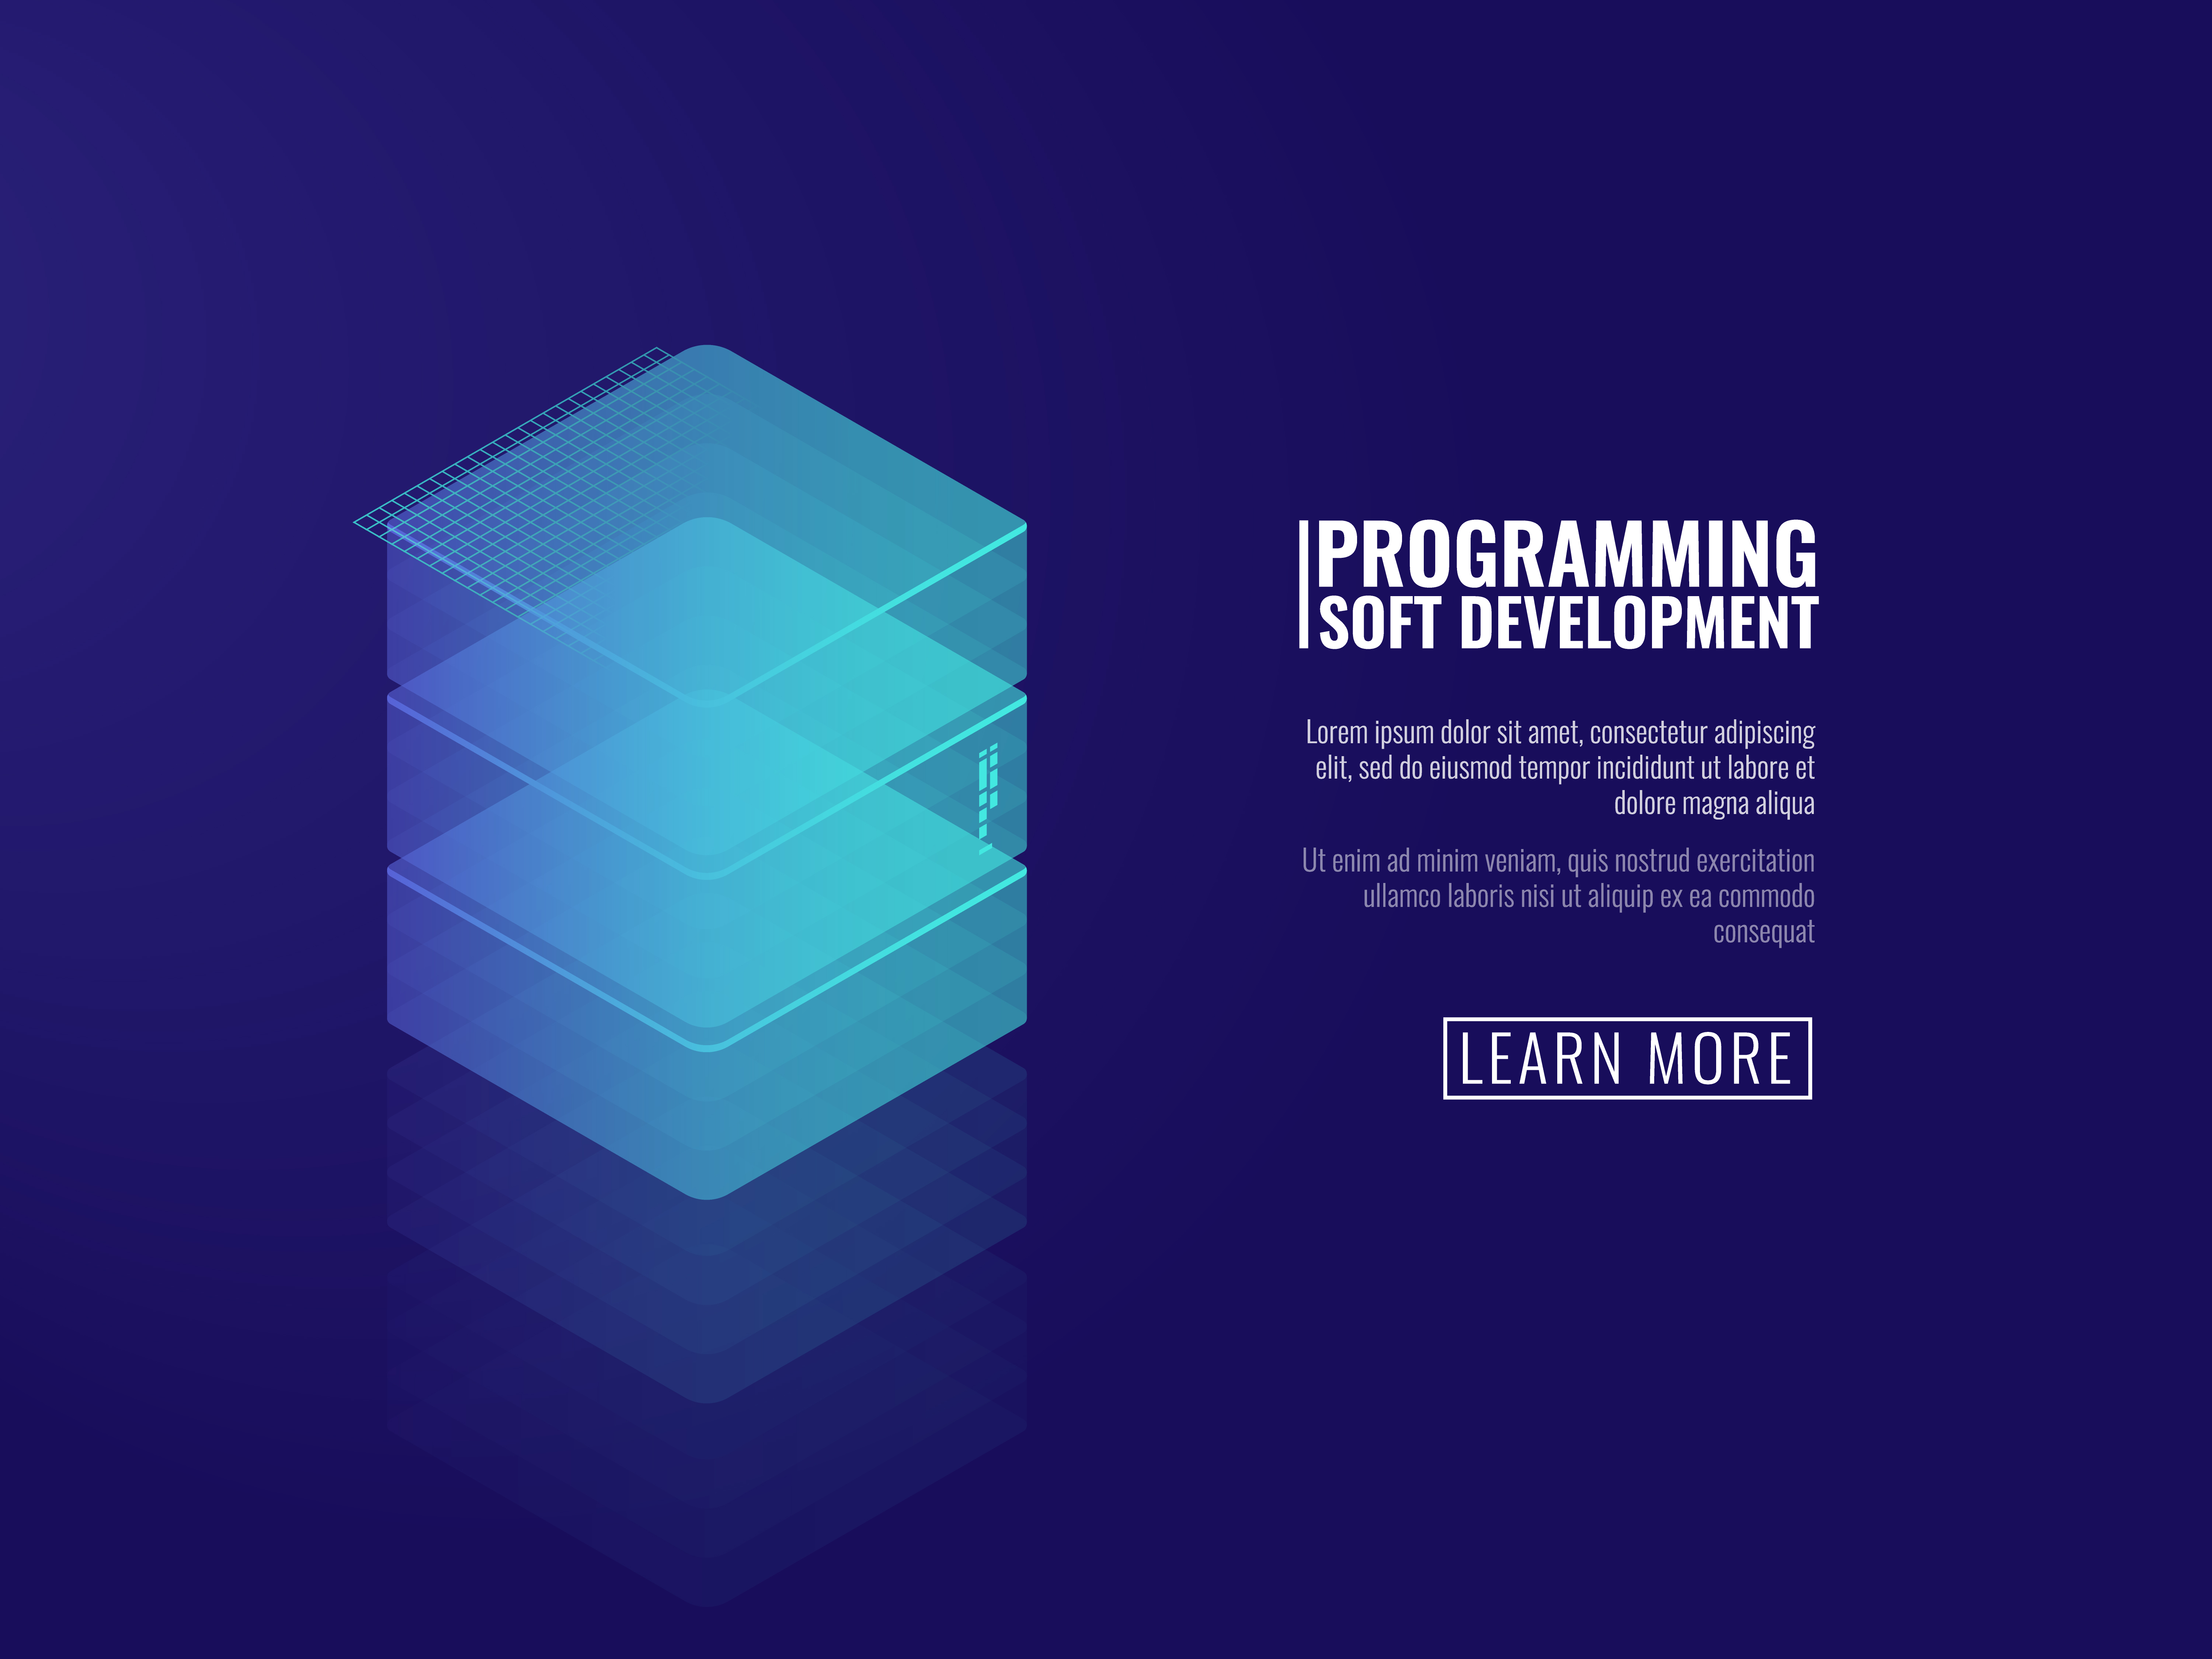 PROGRAMMING
SOFT DEVELOPMENT
Lorem ipsum dolor sit amet, consectetur adipiscing
elit, sed do eiusmod tempor incididunt ut labore et
dolore magna aliqua
Ut enim ad minim veniam, quis nostrud exercitation
ullamco laboris nisi ut aliquip ex ea commodo
consequat
LEARN MORE